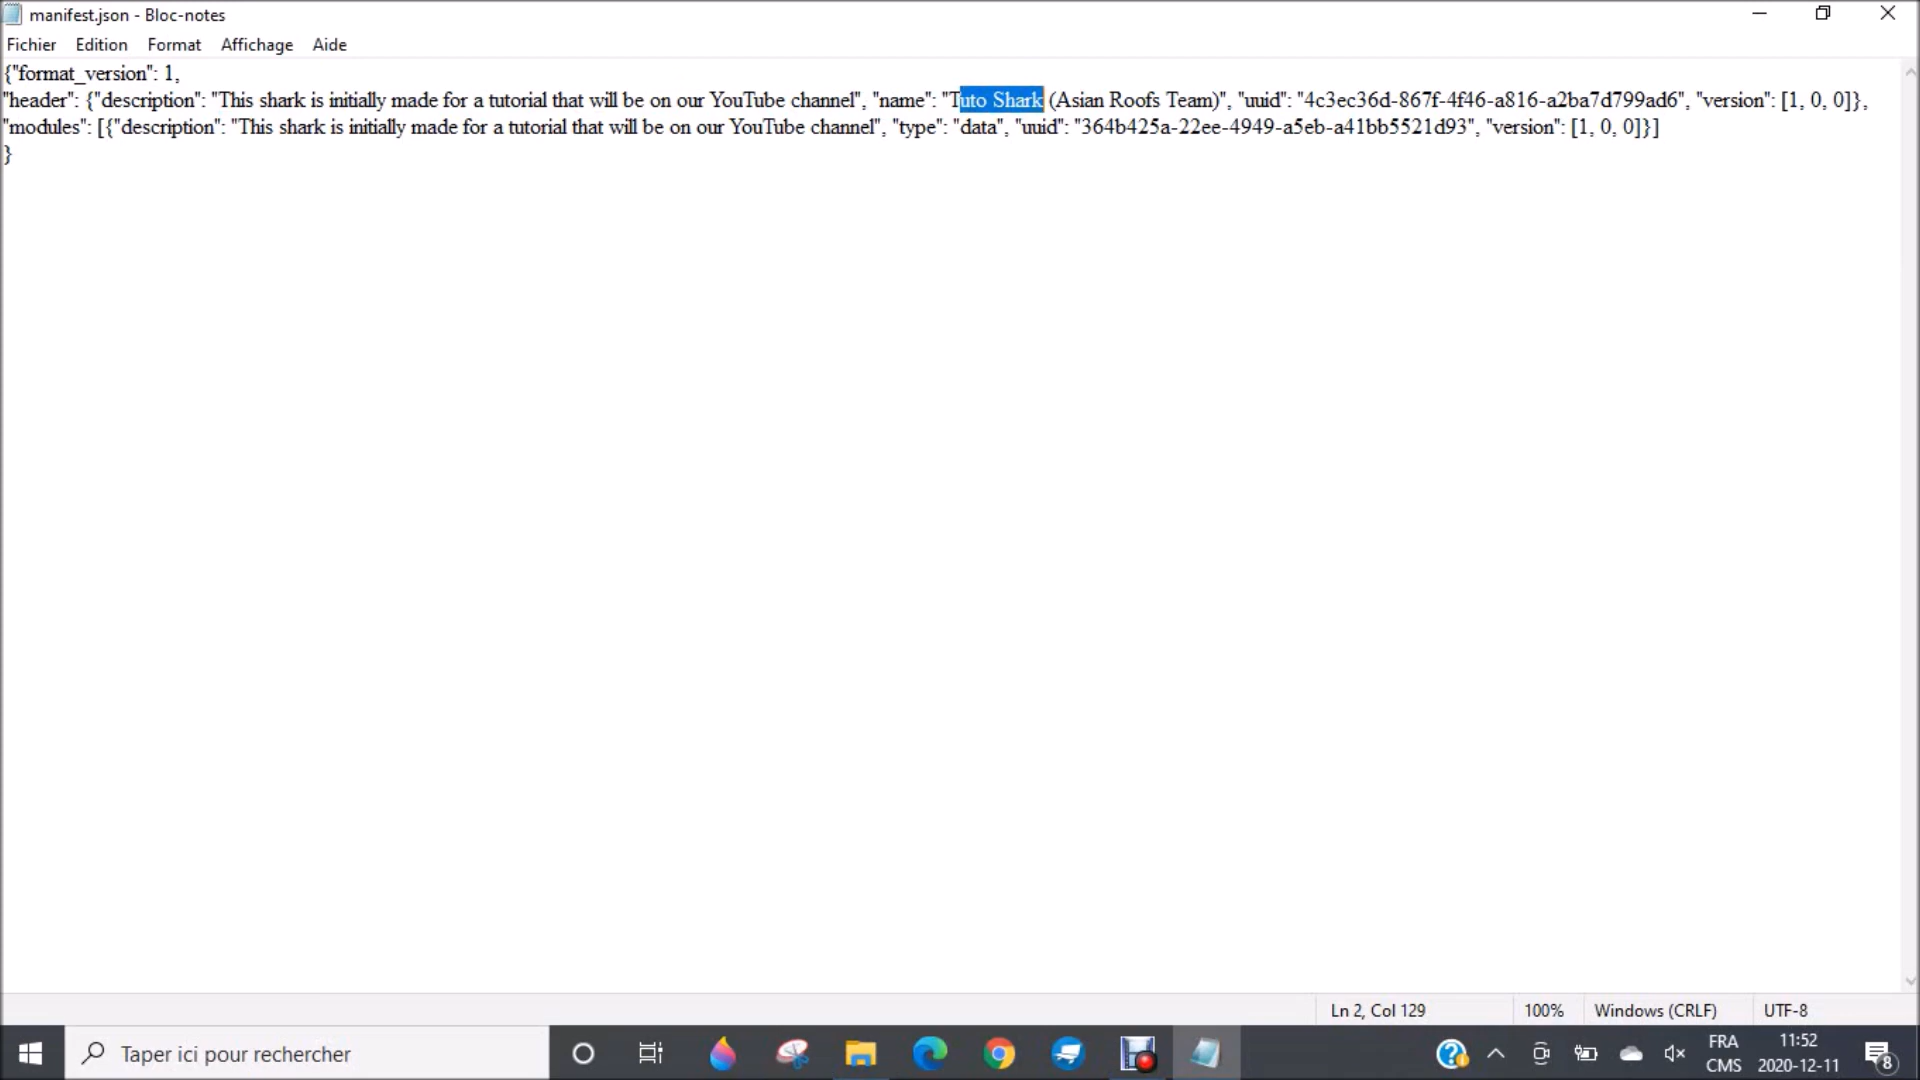 manifest.json - Bloc-notes
Fichier Edition Format Affichage Aide
{"format_version": 1,
"header": {"description": "This shark is initially made for a tutorial that will be on our YouTube channel", "name": "Tuto Shark (Asian Roofs Team)", "uuid": "4c3ec36d-867f-4f46-a816-a2ba7d799ad6", "version": [1, 0, 0]},
"modules": [{"description": "This shark is initially made for a tutorial that will be on our YouTube channel", "type": "data", "uuid": "364b425a-22ee-4949-a5eb-a41bb5521d93", "version": [1, 0, 0]}]
}
Ln 2, Col 129 100% Windows (CRLF) UTF-8
Taper ici pour rechercher
FRA 11:52
CMS 2020-12-11 8